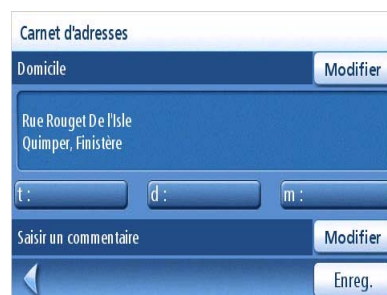 Carnet d'adresses
Domicile
Modifier
Rue Rouget De l'Isle
Quimper, Finistère
t :
d :
m :
Saisir un commentaire
Modifier
Enreg.